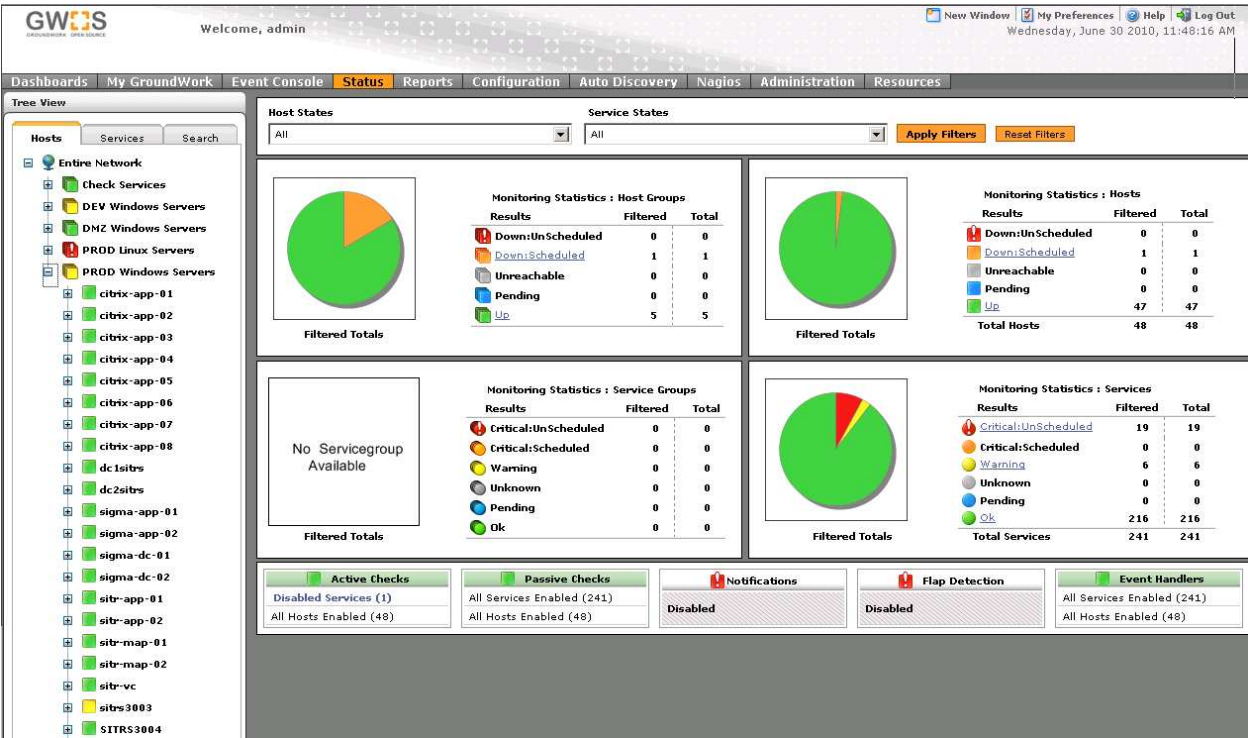 GWOS
GROUNDWORK OPEN SOURCE
Welcome, admin
New Window My Preferences Help Log Out
Wednesday, June 30 2010, 11:48:16 AM
Dashboards My GroundWork Event Console Status Reports Configuration Auto Discovery Nagios Administration Resources
Tree View
Hosts Services Search
Entire Network
Check Services
DEV Windows Servers
DMZ Windows Servers
PROD Linux Servers
PROD Windows Servers
citrix-app-01
citrix-app-02
citrix-app-03
citrix-app-04
citrix-app-05
citrix-app-06
citrix-app-07
citrix-app-08
dc1sitrs
dc2sitrs
sigma-app-01
sigma-app-02
sigma-dc-01
sigma-dc-02
sitr-app-01
sitr-app-02
sitr-map-01
sitr-map-02
sitr-vc
sitrs3003
SITRS3004
Host States Service States
All All Apply Filters Reset Filters
Filtered Totals
Monitoring Statistics : Host Groups
Results Filtered Total
Down:UnScheduled 0 0
Down:Scheduled 1 1
Unreachable 0 0
Pending 0 0
Up 5 5
Filtered Totals
Monitoring Statistics : Hosts
Results Filtered Total
Down:UnScheduled 0 0
Down:Scheduled 1 1
Unreachable 0 0
Pending 0 0
Up 47 47
Total Hosts 48 48
No Servicegroup
Available
Filtered Totals
Monitoring Statistics : Service Groups
Results Filtered Total
Critical:UnScheduled 0 0
Critical:Scheduled 0 0
Warning 0 0
Unknown 0 0
Pending 0 0
Ok 0 0
Filtered Totals
Monitoring Statistics : Services
Results Filtered Total
Critical:UnScheduled 19 19
Critical:Scheduled 0 0
Warning 6 6
Unknown 0 0
Pending 0 0
Ok 216 216
Total Services 241 241
Active Checks
Disabled Services (1)
All Hosts Enabled (48)
Passive Checks
All Services Enabled (241)
All Hosts Enabled (48)
Notifications
Disabled
Flap Detection
Disabled
Event Handlers
All Services Enabled (241)
All Hosts Enabled (48)